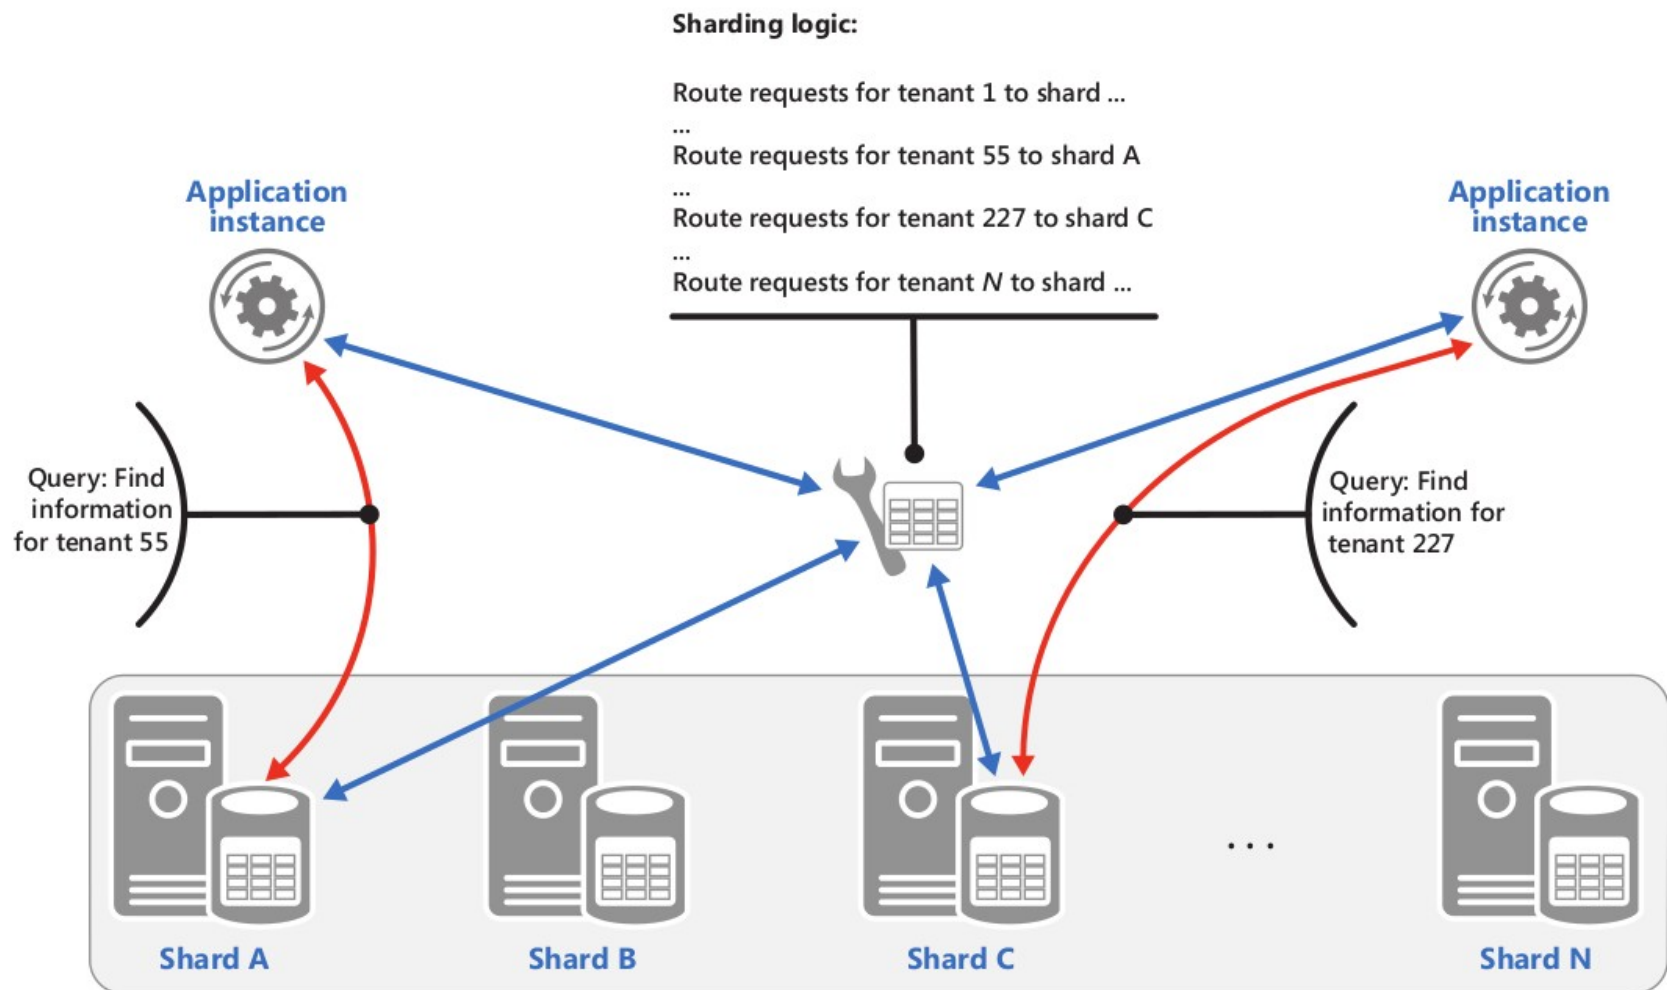 Sharding logic:
Route requests for tenant 1 to shard ...
...
Route requests for tenant 55 to shard A
...
Route requests for tenant 227 to shard C
...
Route requests for tenant N to shard ...
Application
instance
Application
instance
Query: Find
information
for tenant 55
Query: Find
information for
tenant 227
...
Shard A
Shard B
Shard C
Shard N